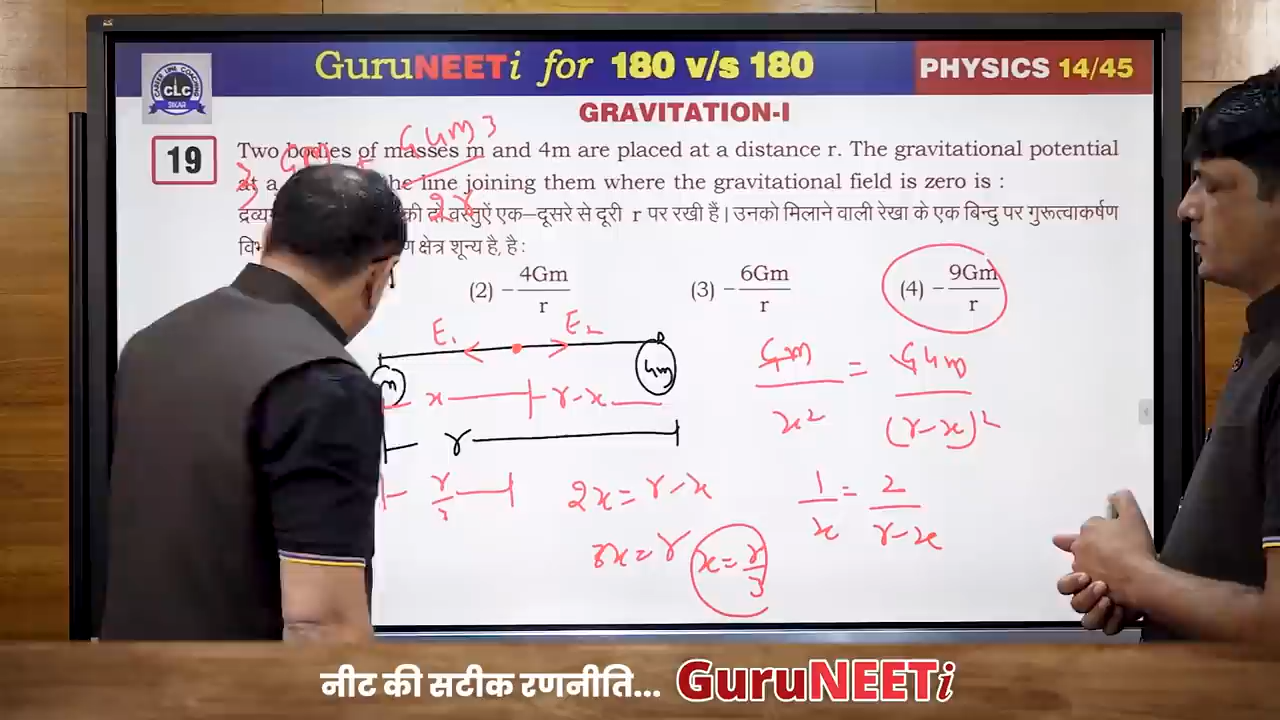 GuruNEETi for 180 v/s 180
PHYSICS 14/45
CLC
SIKAR
GRAVITATION-I
19
Two bodies of masses m and 4m are placed at a distance r. The gravitational potential
at a the line joining them where the gravitational field is zero is :
की दो वस्तुएँ एक–दूसरे से दूरी r पर रखी हैं। उनको मिलाने वाली रेखा के एक बिन्दु पर गुरूत्वाकर्षण
क्षेत्र शून्य है, है :
(2) -4Gm/r
(3) -6Gm/r
(4) -9Gm/r
G4m3
2r
E₁ E₂
m
4m
x r-x
r
r/3
Gm/x² = G4m/(r-x)²
2x = r-x
1/x = 2/(r-x)
3x = r
x = r/3
नीट की सटीक रणनीति... GuruNEETi